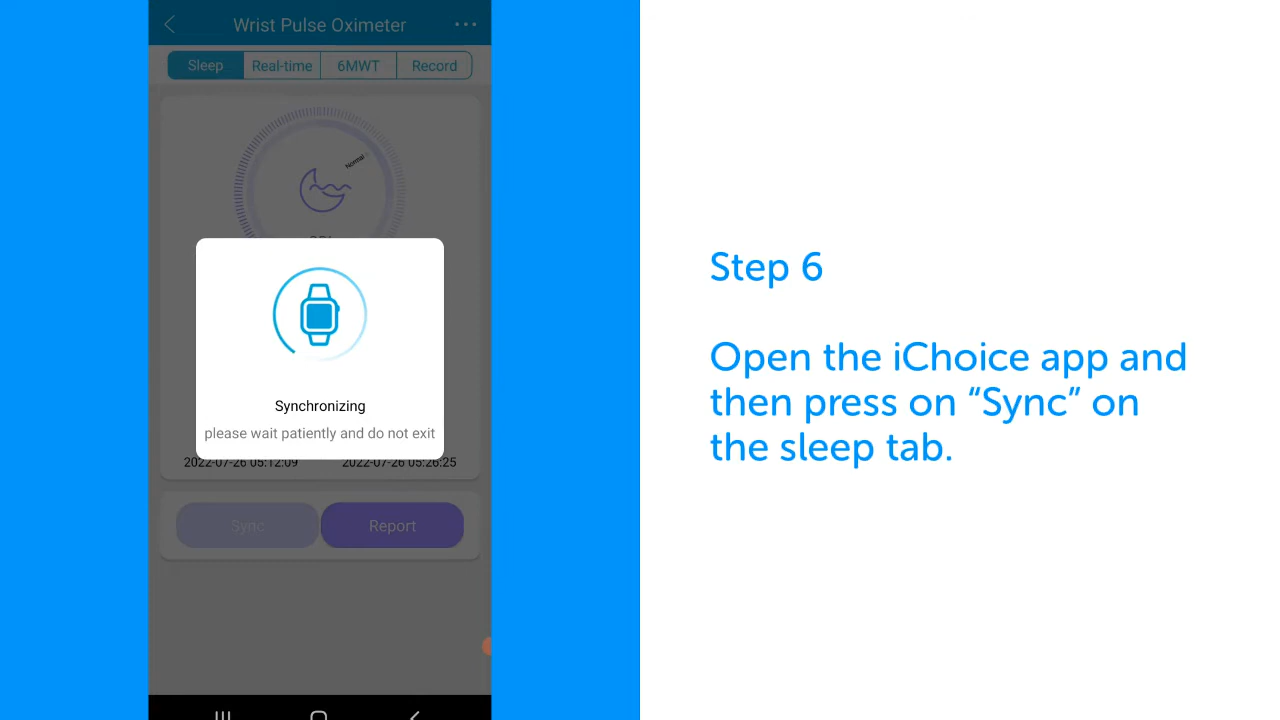 Wrist Pulse Oximeter
Sleep Real-time 6MWT Record
Normal
Synchronizing
please wait patiently and do not exit
2022-07-26 05:12:09 2022-07-26 05:26:25
Sync Report
Step 6
Open the iChoice app and
then press on “Sync” on
the sleep tab.